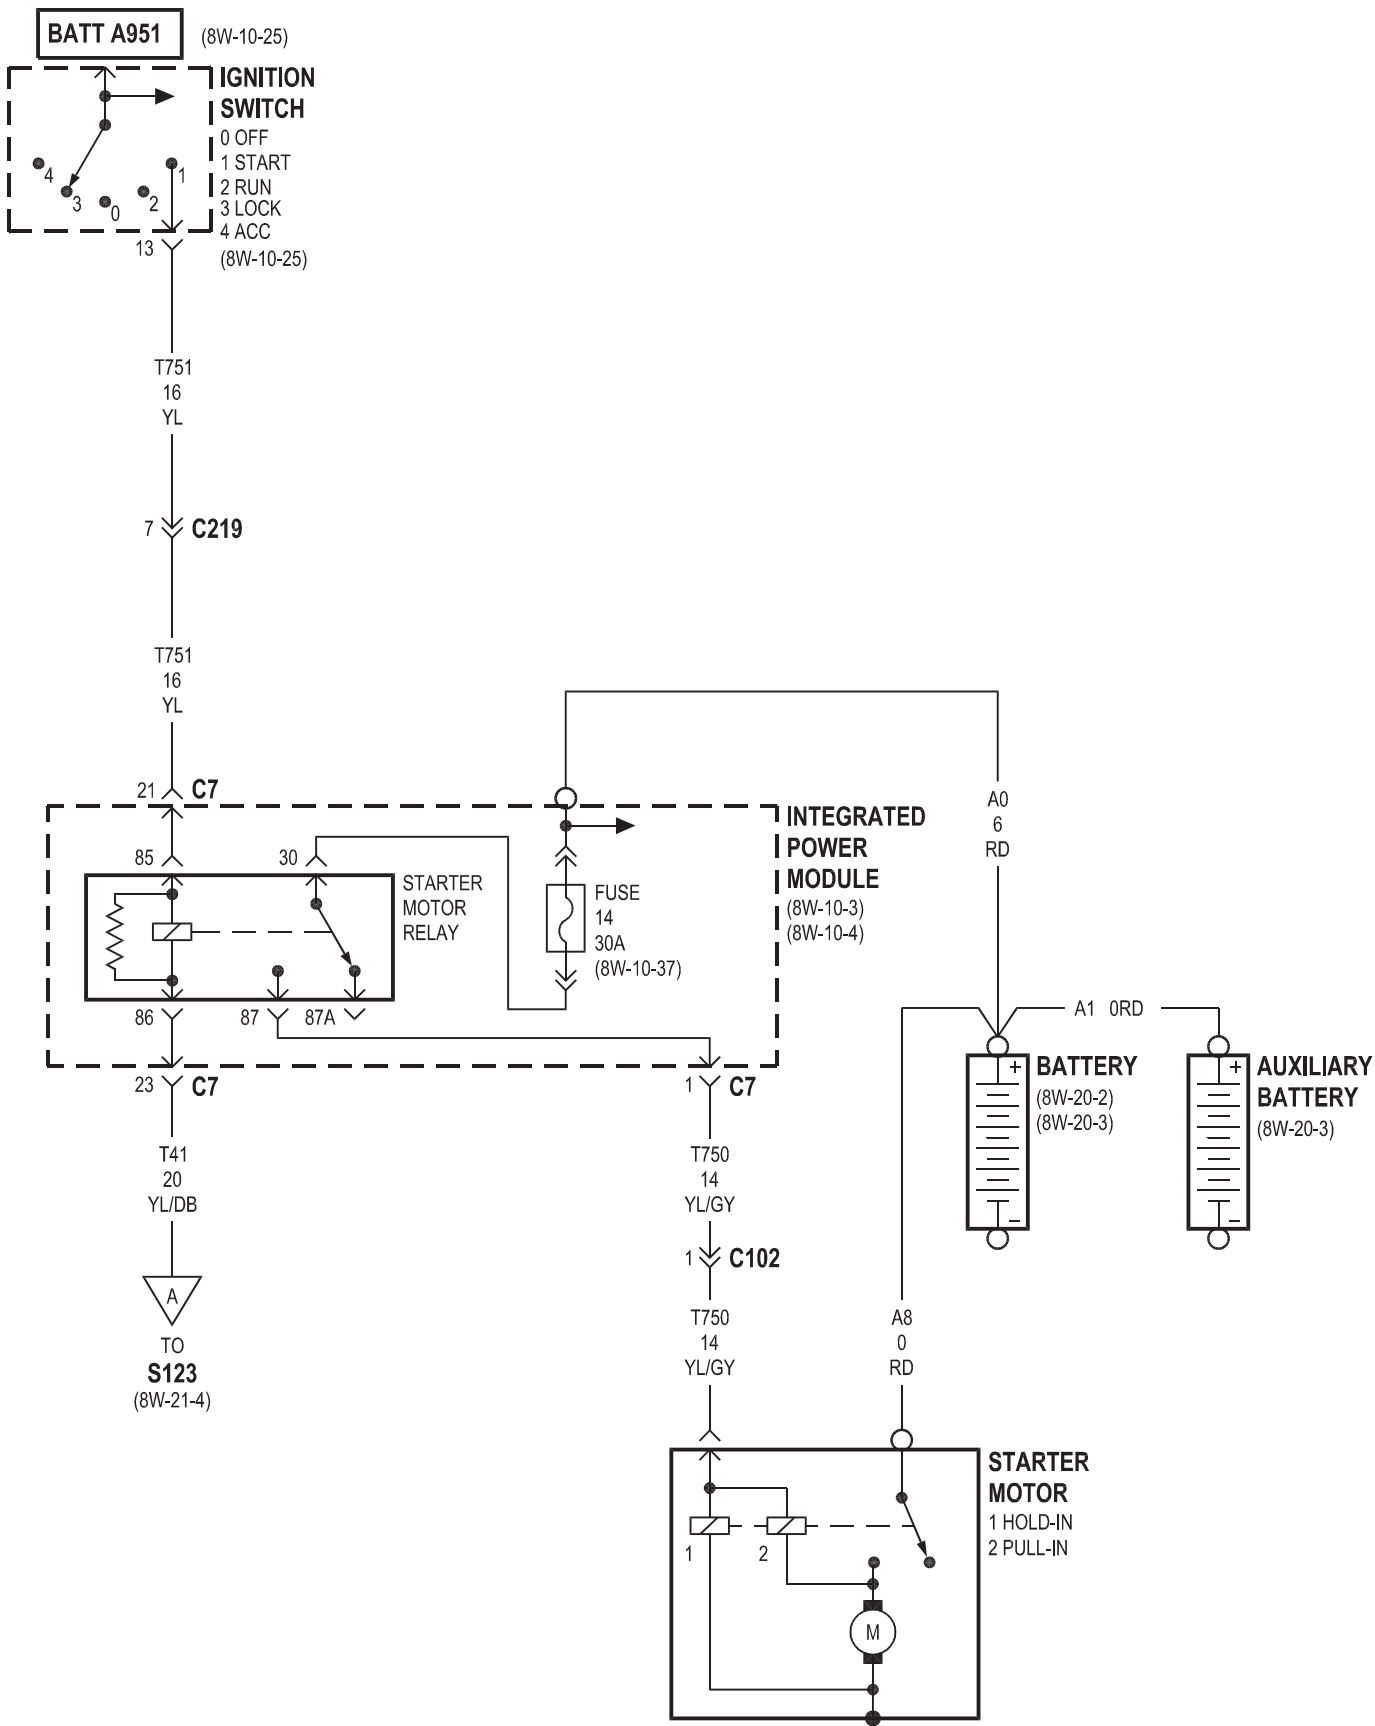 BATT A951
(8W-10-25)
IGNITION
SWITCH
0 OFF
1 START
2 RUN
3 LOCK
4 ACC
(8W-10-25)
4
3
0
2
1
13
T751
16
YL
7
C219
T751
16
YL
21
C7
A0
6
RD
INTEGRATED
POWER
MODULE
(8W-10-3)
(8W-10-4)
85
30
STARTER
MOTOR
RELAY
FUSE
14
30A
(8W-10-37)
86
87
87A
A1 0RD
23
C7
1
C7
+
BATTERY
(8W-20-2)
(8W-20-3)
−
+
AUXILIARY
BATTERY
(8W-20-3)
−
T41
20
YL/DB
T750
14
YL/GY
1
C102
A
TO
S123
(8W-21-4)
T750
14
YL/GY
A8
0
RD
STARTER
MOTOR
1 HOLD-IN
2 PULL-IN
1
2
M